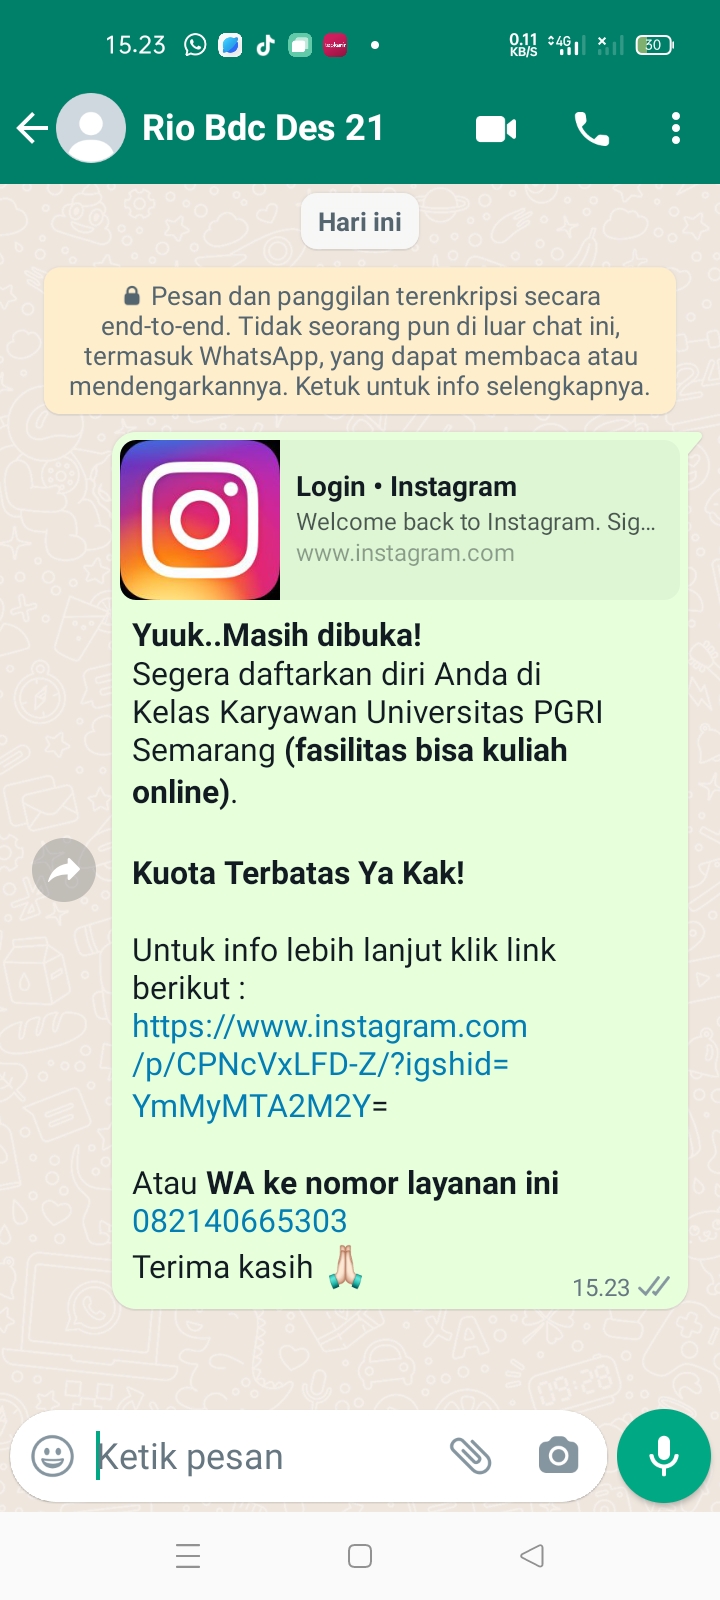 15.23
0.11
KB/S
4G
30
Rio Bdc Des 21
Hari ini
Pesan dan panggilan terenkripsi secara
end-to-end. Tidak seorang pun di luar chat ini,
termasuk WhatsApp, yang dapat membaca atau
mendengarkannya. Ketuk untuk info selengkapnya.
Login • Instagram
Welcome back to Instagram. Sig...
www.instagram.com
Yuuk..Masih dibuka!
Segera daftarkan diri Anda di
Kelas Karyawan Universitas PGRI
Semarang (fasilitas bisa kuliah
online).
Kuota Terbatas Ya Kak!
Untuk info lebih lanjut klik link
berikut :
https://www.instagram.com
/p/CPNcVxLFD-Z/?igshid=
YmMyMTA2M2Y=
Atau WA ke nomor layanan ini
082140665303
Terima kasih 🙏🏻
15.23
Ketik pesan